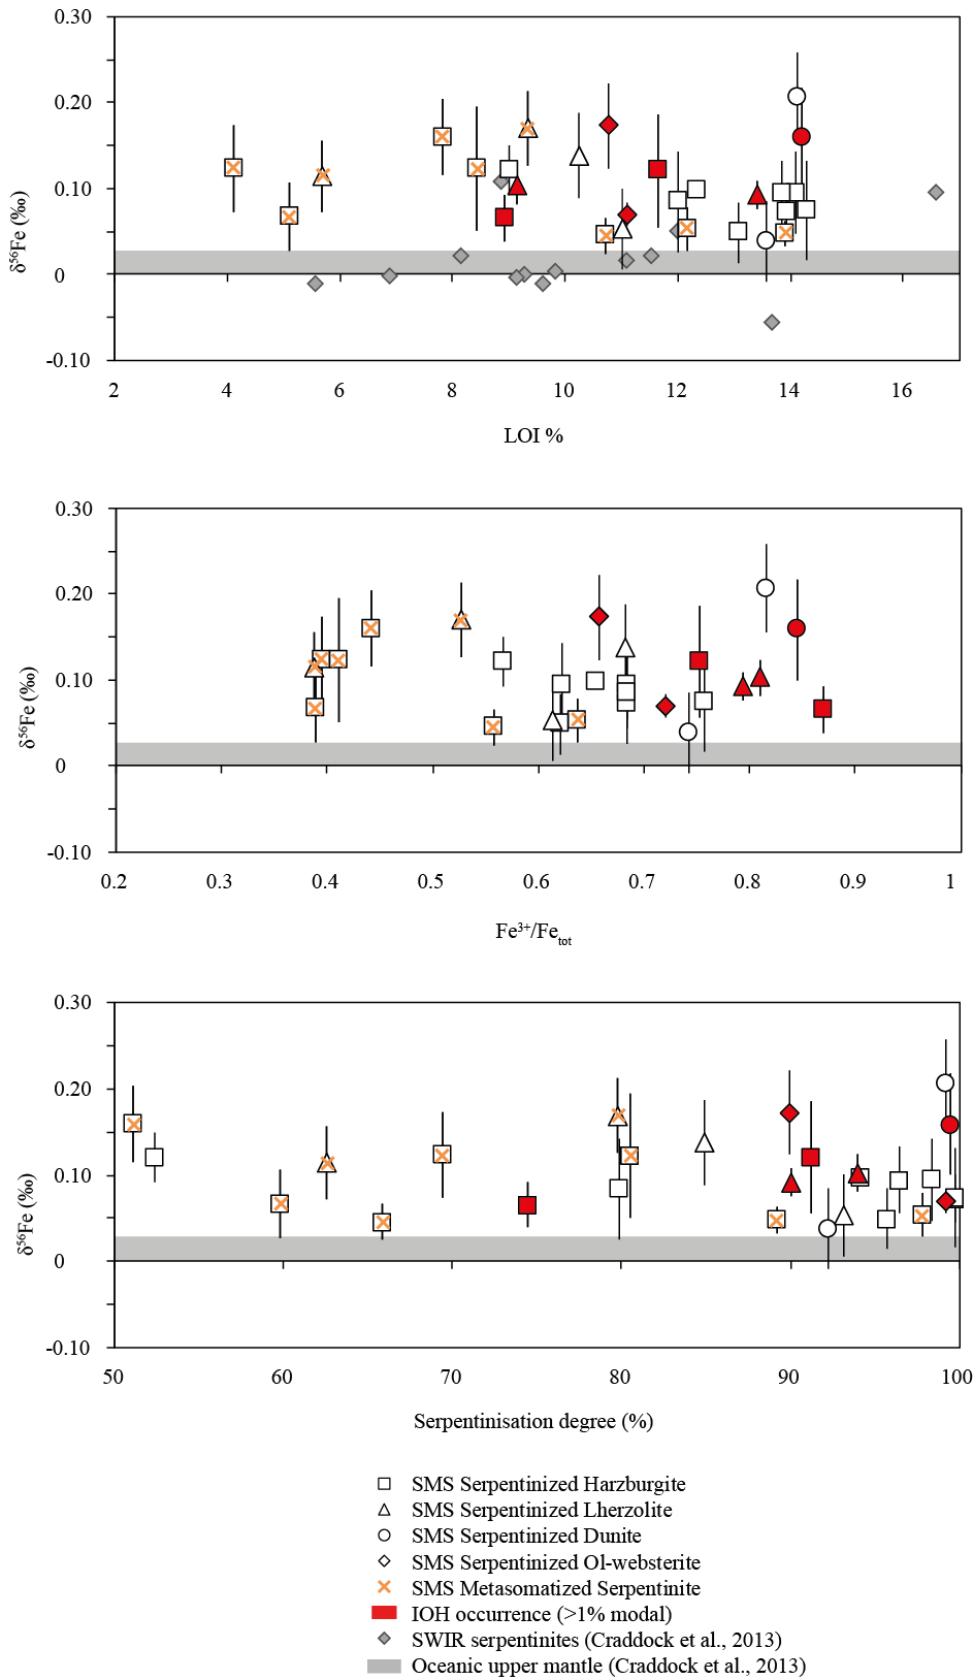 0.30
0.20
0.10
0
-0.10
δ⁵⁶Fe (‰)
2 4 6 8 10 12 14 16
LOI %
0.30
0.20
0.10
0
-0.10
δ⁵⁶Fe (‰)
0.2 0.3 0.4 0.5 0.6 0.7 0.8 0.9 1
Fe³⁺/Fe_tot
0.30
0.20
0.10
0
-0.10
δ⁵⁶Fe (‰)
50 60 70 80 90 100
Serpentinisation degree (%)
SMS Serpentinized Harzburgite
SMS Serpentinized Lherzolite
SMS Serpentinized Dunite
SMS Serpentinized Ol-websterite
SMS Metasomatized Serpentinite
IOH occurrence (>1% modal)
SWIR serpentinites (Craddock et al., 2013)
Oceanic upper mantle (Craddock et al., 2013)